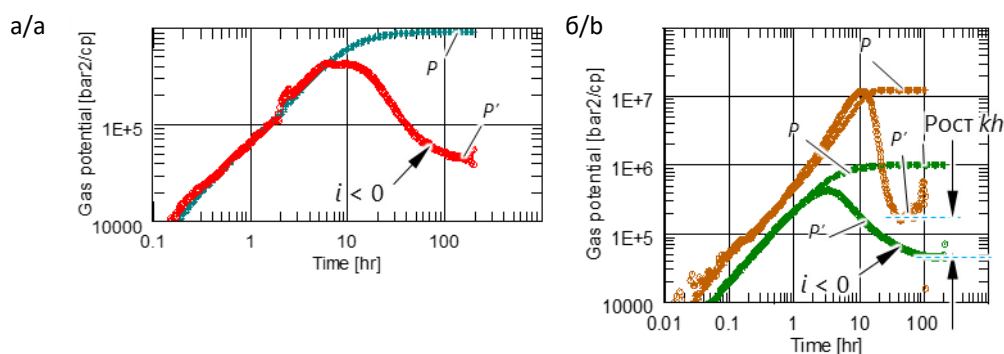 а/a
Gas potential [bar2/cp]
1E+5
10000
0.1
1
10
100
Time [hr]
P
P'
i < 0
б/b
Gas potential [bar2/cp]
1E+7
1E+6
1E+5
10000
0.01
0.1
1
10
100
Time [hr]
P
P
P'
P'
Рост kh
i < 0